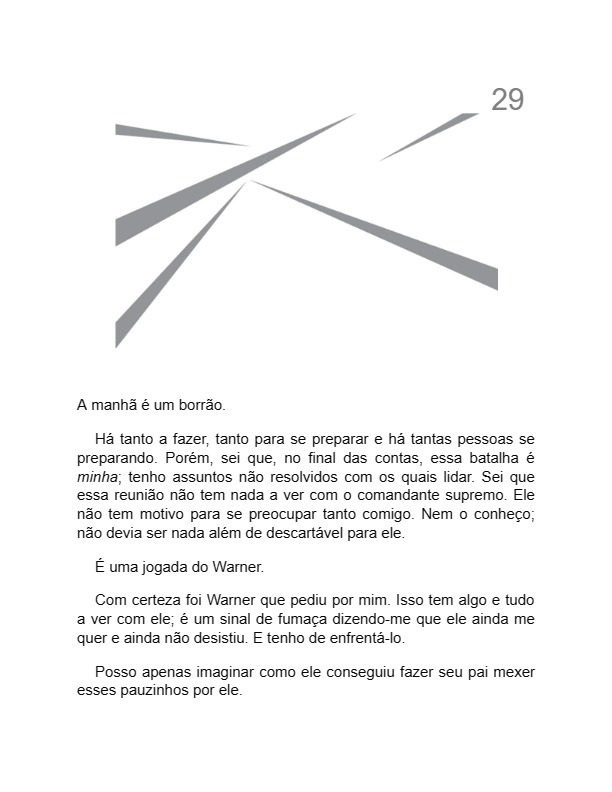 29
A manhã é um borrão.
Há tanto a fazer, tanto para se preparar e há tantas pessoas se
preparando. Porém, sei que, no final das contas, essa batalha é
minha; tenho assuntos não resolvidos com os quais lidar. Sei que
essa reunião não tem nada a ver com o comandante supremo. Ele
não tem motivo para se preocupar tanto comigo. Nem o conheço;
não devia ser nada além de descartável para ele.
É uma jogada do Warner.
Com certeza foi Warner que pediu por mim. Isso tem algo e tudo
a ver com ele; é um sinal de fumaça dizendo-me que ele ainda me
quer e ainda não desistiu. E tenho de enfrentá-lo.
Posso apenas imaginar como ele conseguiu fazer seu pai mexer
esses pauzinhos por ele.